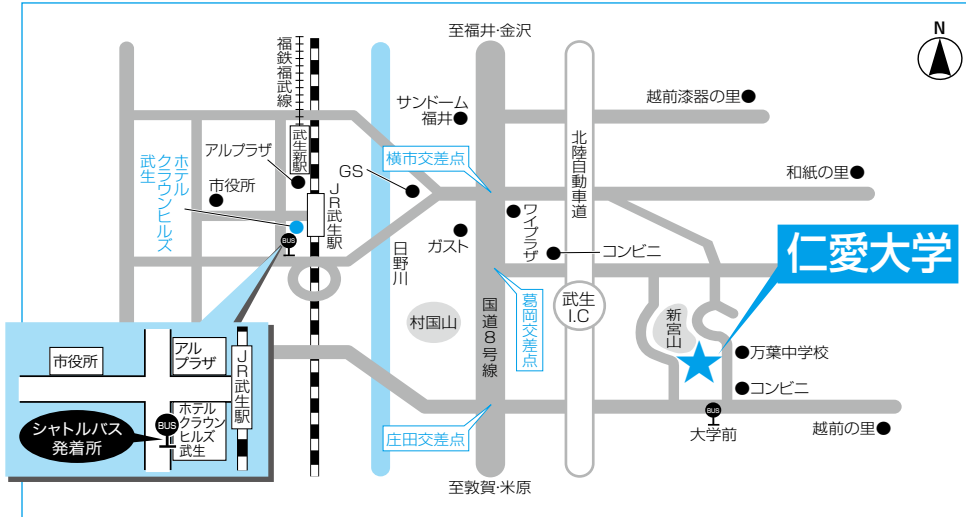 至福井・金沢
N
福鉄福武線
サンドーム
福井
越前漆器の里
北陸自動車道
武生新駅
アルプラザ
横市交差点
GS
和紙の里
ホテル
クラウンヒルズ
武生
市役所
JR武生駅
ワイプラザ
BUS
日野川
ガスト
コンビニ
仁愛大学
葛岡交差点
武生
I.C
新宮山
村国山
国道8号線
万葉中学校
コンビニ
BUS
大学前
庄田交差点
越前の里
至敦賀・米原
市役所
アル
プラザ
JR武生駅
シャトルバス
発着所
BUS
ホテル
クラウン
ヒルズ
武生